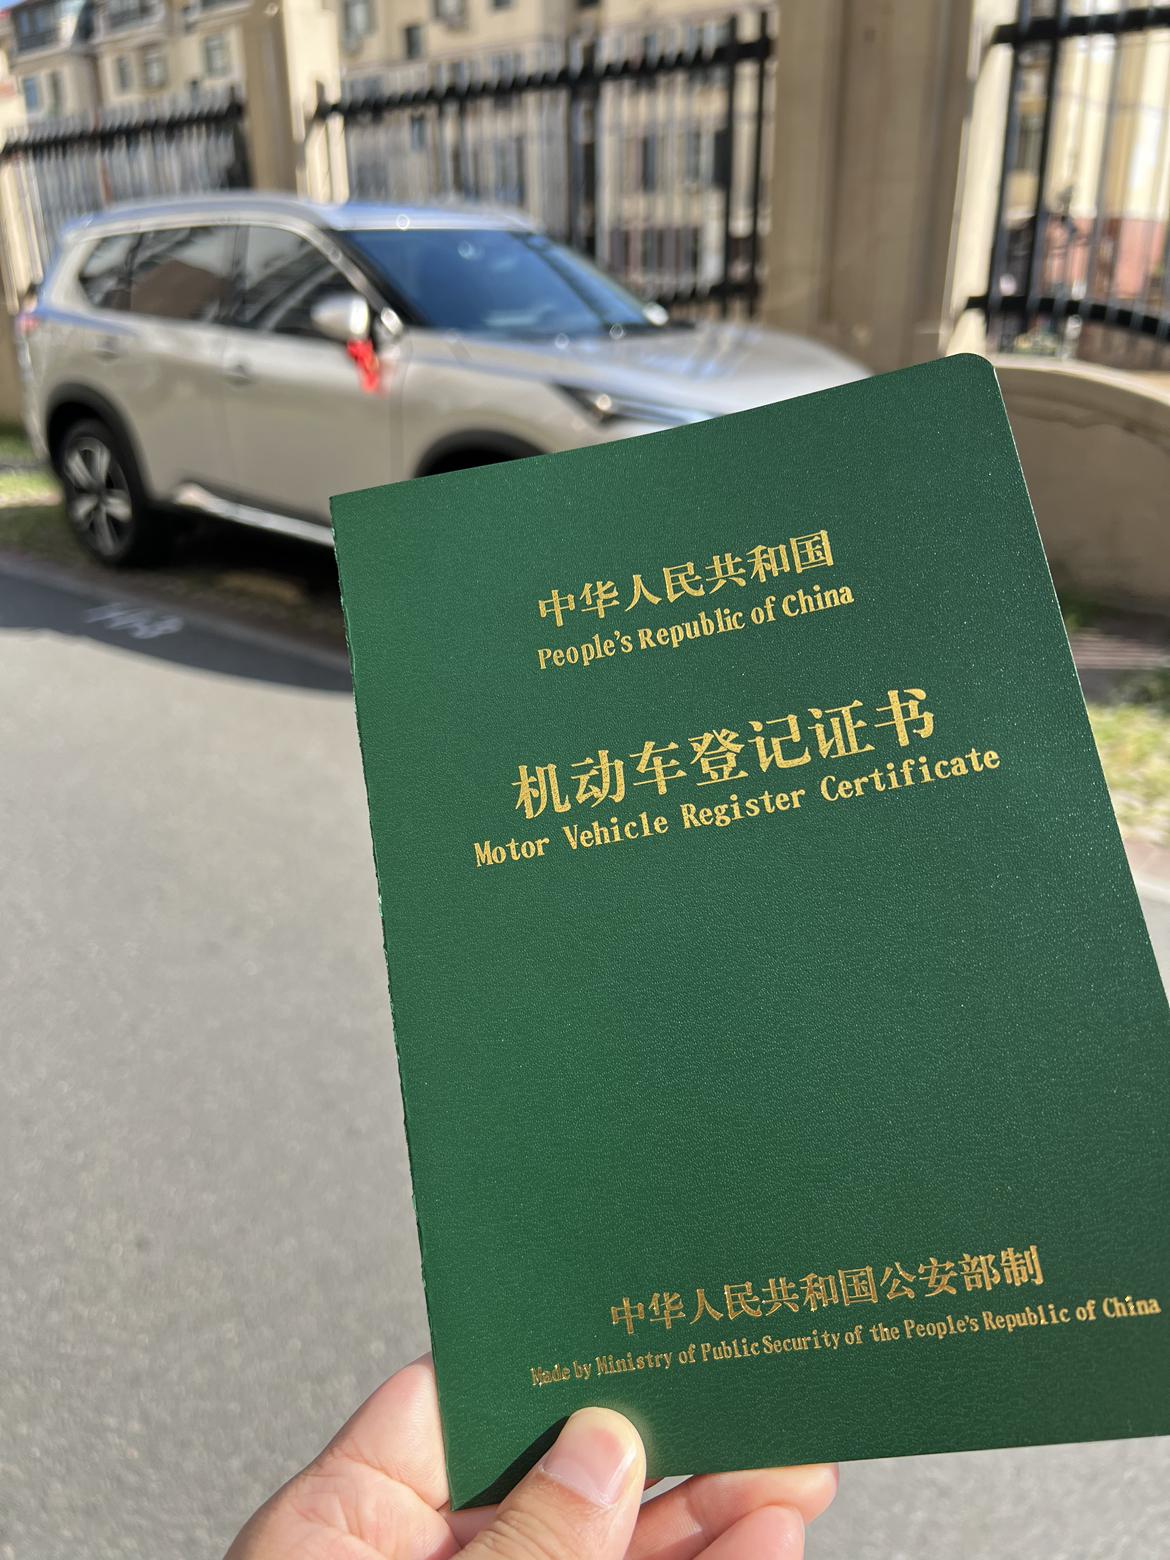 中华人民共和国
People's Republic of China
机动车登记证书
Motor Vehicle Register Certificate
中华人民共和国公安部制
Made by Ministry of Public Security of the People's Republic of China